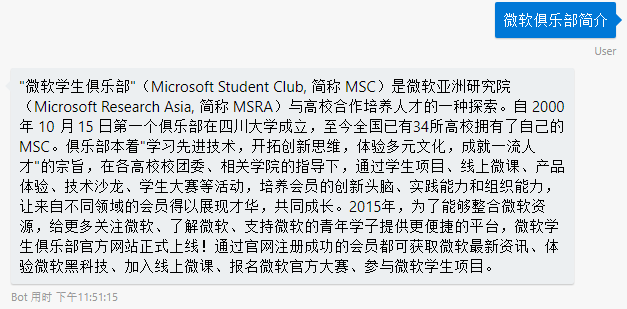 微软俱乐部简介
User
"微软学生俱乐部"（Microsoft Student Club, 简称 MSC）是微软亚洲研究院
（Microsoft Research Asia, 简称 MSRA）与高校合作培养人才的一种探索。自 2000
年 10 月 15 日第一个俱乐部在四川大学成立，至今全国已有34所高校拥有了自己的
MSC。俱乐部本着"学习先进技术，开拓创新思维，体验多元文化，成就一流人
才"的宗旨，在各高校校团委、相关学院的指导下，通过学生项目、线上微课、产品
体验、技术沙龙、学生大赛等活动，培养会员的创新头脑、实践能力和组织能力，
让来自不同领域的会员得以展现才华，共同成长。2015年，为了能够整合微软资
源，给更多关注微软、了解微软、支持微软的青年学子提供更便捷的平台，微软学
生俱乐部官方网站正式上线！通过官网注册成功的会员都可获取微软最新资讯、体
验微软黑科技、加入线上微课、报名微软官方大赛、参与微软学生项目。
Bot 用时 下午11:51:15